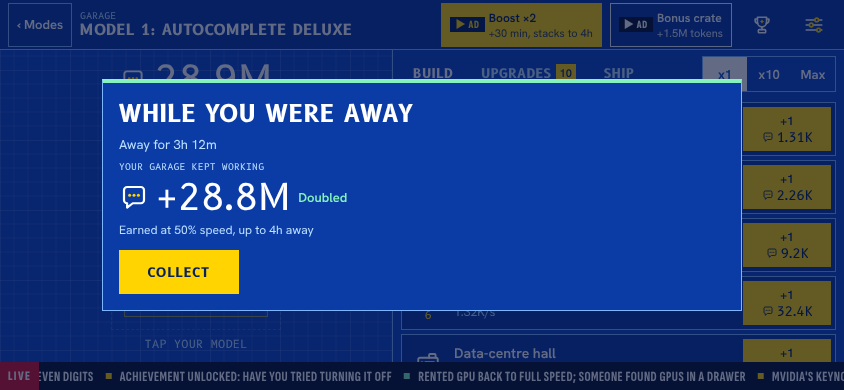 ‹ Modes
GARAGE
MODEL 1: AUTOCOMPLETE DELUXE
AD
Boost ×2
+30 min, stacks to 4h
AD
Bonus crate
+1.5M tokens
28.9M
BUILD
UPGRADES 10
SHIP
x1
x10
Max
WHILE YOU WERE AWAY
Away for 3h 12m
YOUR GARAGE KEPT WORKING
+28.8M Doubled
Earned at 50% speed, up to 4h away
COLLECT
+1
1.31K
+1
2.26K
+1
9.2K
+1
32.4K
6
1.32K/s
Data-centre hall
+1
TAP YOUR MODEL
LIVE
EVEN DIGITS
ACHIEVEMENT UNLOCKED: HAVE YOU TRIED TURNING IT OFF
RENTED GPU BACK TO FULL SPEED; SOMEONE FOUND GPUS IN A DRAWER
MVIDIA'S KEYNO